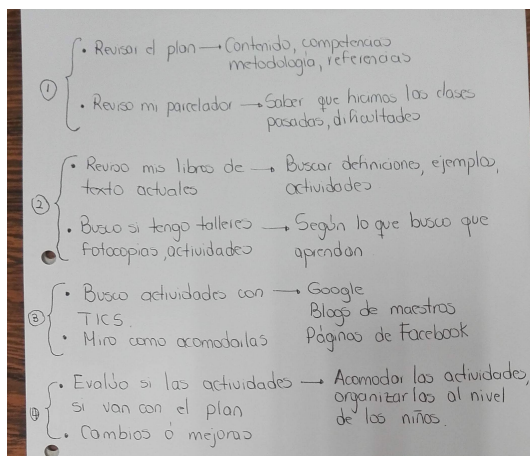 ① • Revisar el plan → Contenido, competencias
metodología, referencias
• Reviso mi parcelador → Saber que hicimos las clases
pasadas, dificultades
② • Reviso mis libros de → Buscar definiciones, ejemplos,
texto actuales actividades
• Busco si tengo talleres → Según lo que busco que
fotocopias, actividades aprendan
③ • Busco actividades con → Google
TICS. Blogs de maestros
• Miro como acomodarlas Páginas de Facebook
④ • Evalúo si las actividades → Acomodar las actividades,
si van con el plan organizarlas al nivel
• Cambios ó mejoras de los niños.